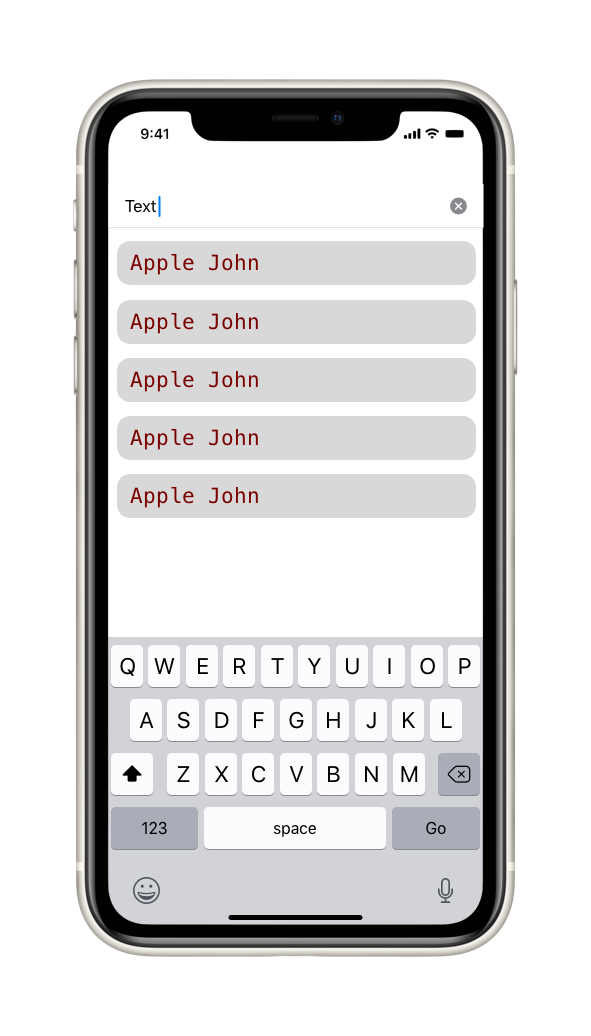 9:41
Text
Apple John
Apple John
Apple John
Apple John
Apple John
Q W E R T Y U I O P
A S D F G H J K L
Z X C V B N M
123 space Go